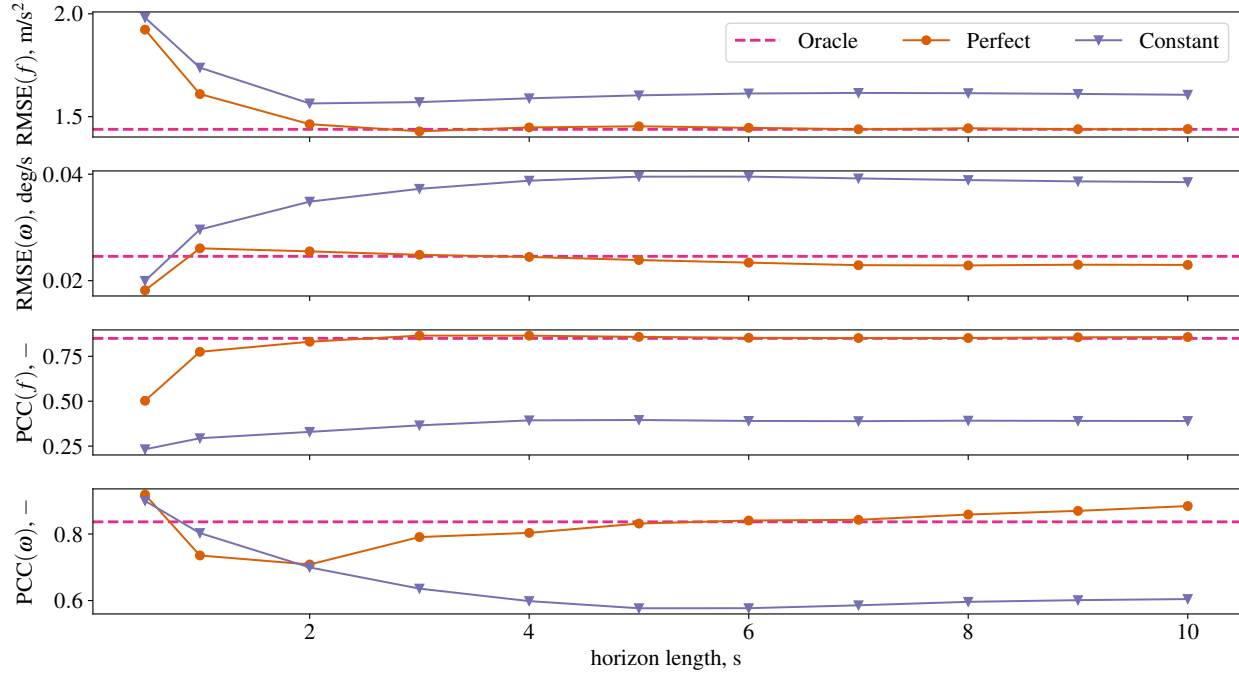 2.0
1.5
RMSE(f), m/s²
Oracle
Perfect
Constant
0.04
0.02
RMSE(ω), deg/s
0.75
0.50
0.25
PCC(f), –
0.8
0.6
PCC(ω), –
2 4 6 8 10
horizon length, s